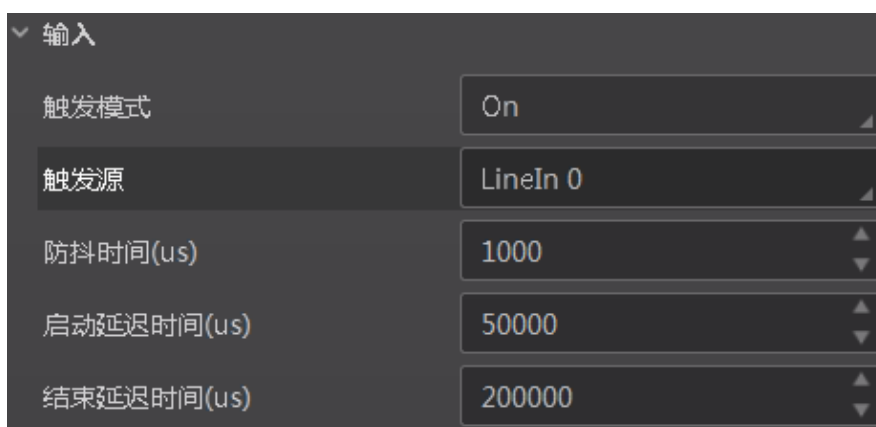 输入
触发模式 On
触发源 LineIn 0
防抖时间(us) 1000
启动延迟时间(us) 50000
结束延迟时间(us) 200000